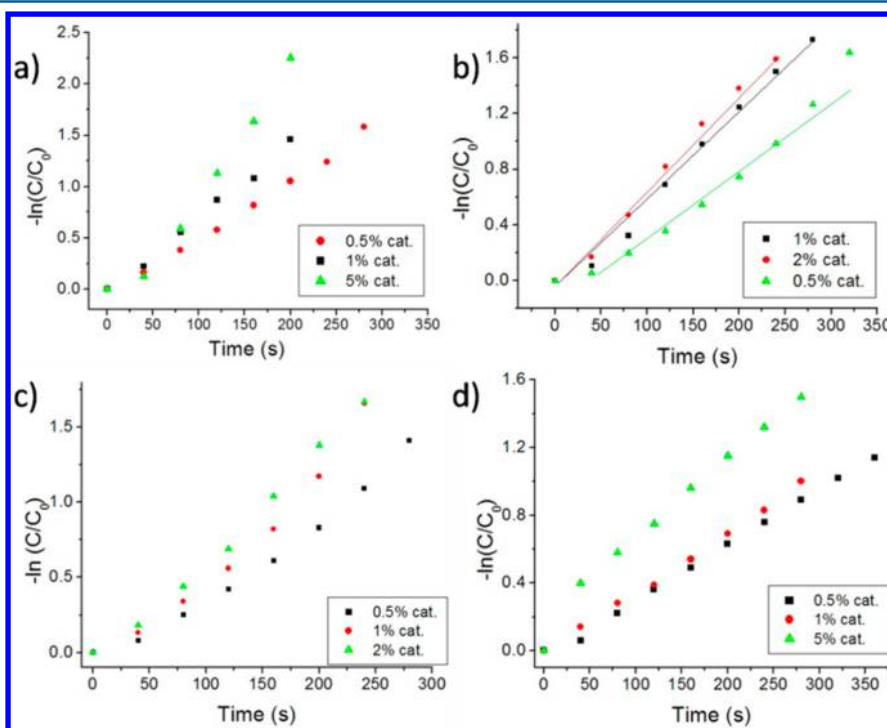 a)
-ln(C/C0)
2.5
2.0
1.5
1.0
0.5
0.0
0.5% cat.
1% cat.
5% cat.
0 50 100 150 200 250 300 350
Time (s)
b)
-ln(C/C0)
1.6
1.2
0.8
0.4
0.0
1% cat.
2% cat.
0.5% cat.
0 50 100 150 200 250 300 350
Time (s)
c)
-ln (C/C0)
1.5
1.0
0.5
0.0
0.5% cat.
1% cat.
2% cat.
0 50 100 150 200 250 300
Time (s)
d)
-ln(C/C0)
1.6
1.2
0.8
0.4
0.0
0.5% cat.
1% cat.
5% cat.
0 50 100 150 200 250 300 350
Time (s)